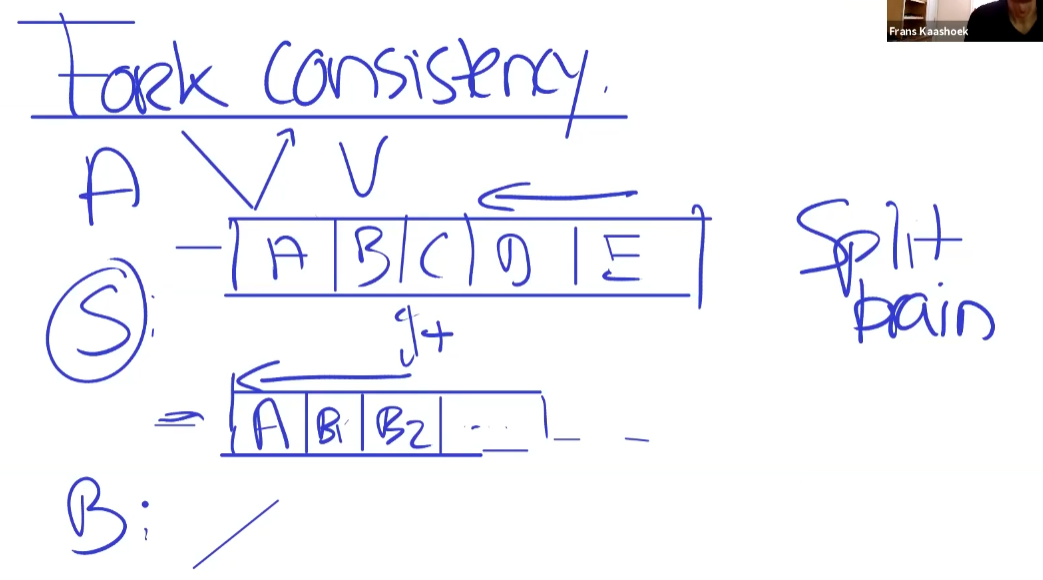 Frans Kaashoek
Fork consistency.
A
A B C D E
Split
brain
S:
A B1 B2 ...
B: